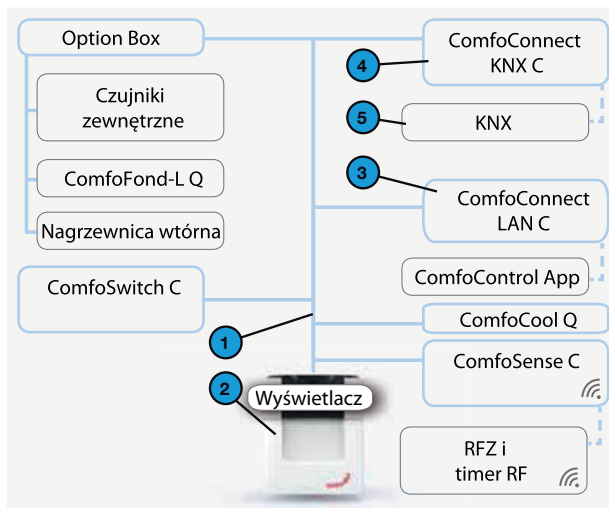 Option Box
Czujniki
zewnętrzne
ComfoFond-L Q
Nagrzewnica wtórna
ComfoSwitch C
1
2
Wyświetlacz
4
ComfoConnect
KNX C
5
KNX
3
ComfoConnect
LAN C
ComfoControl App
ComfoCool Q
ComfoSense C
RFZ i
timer RF